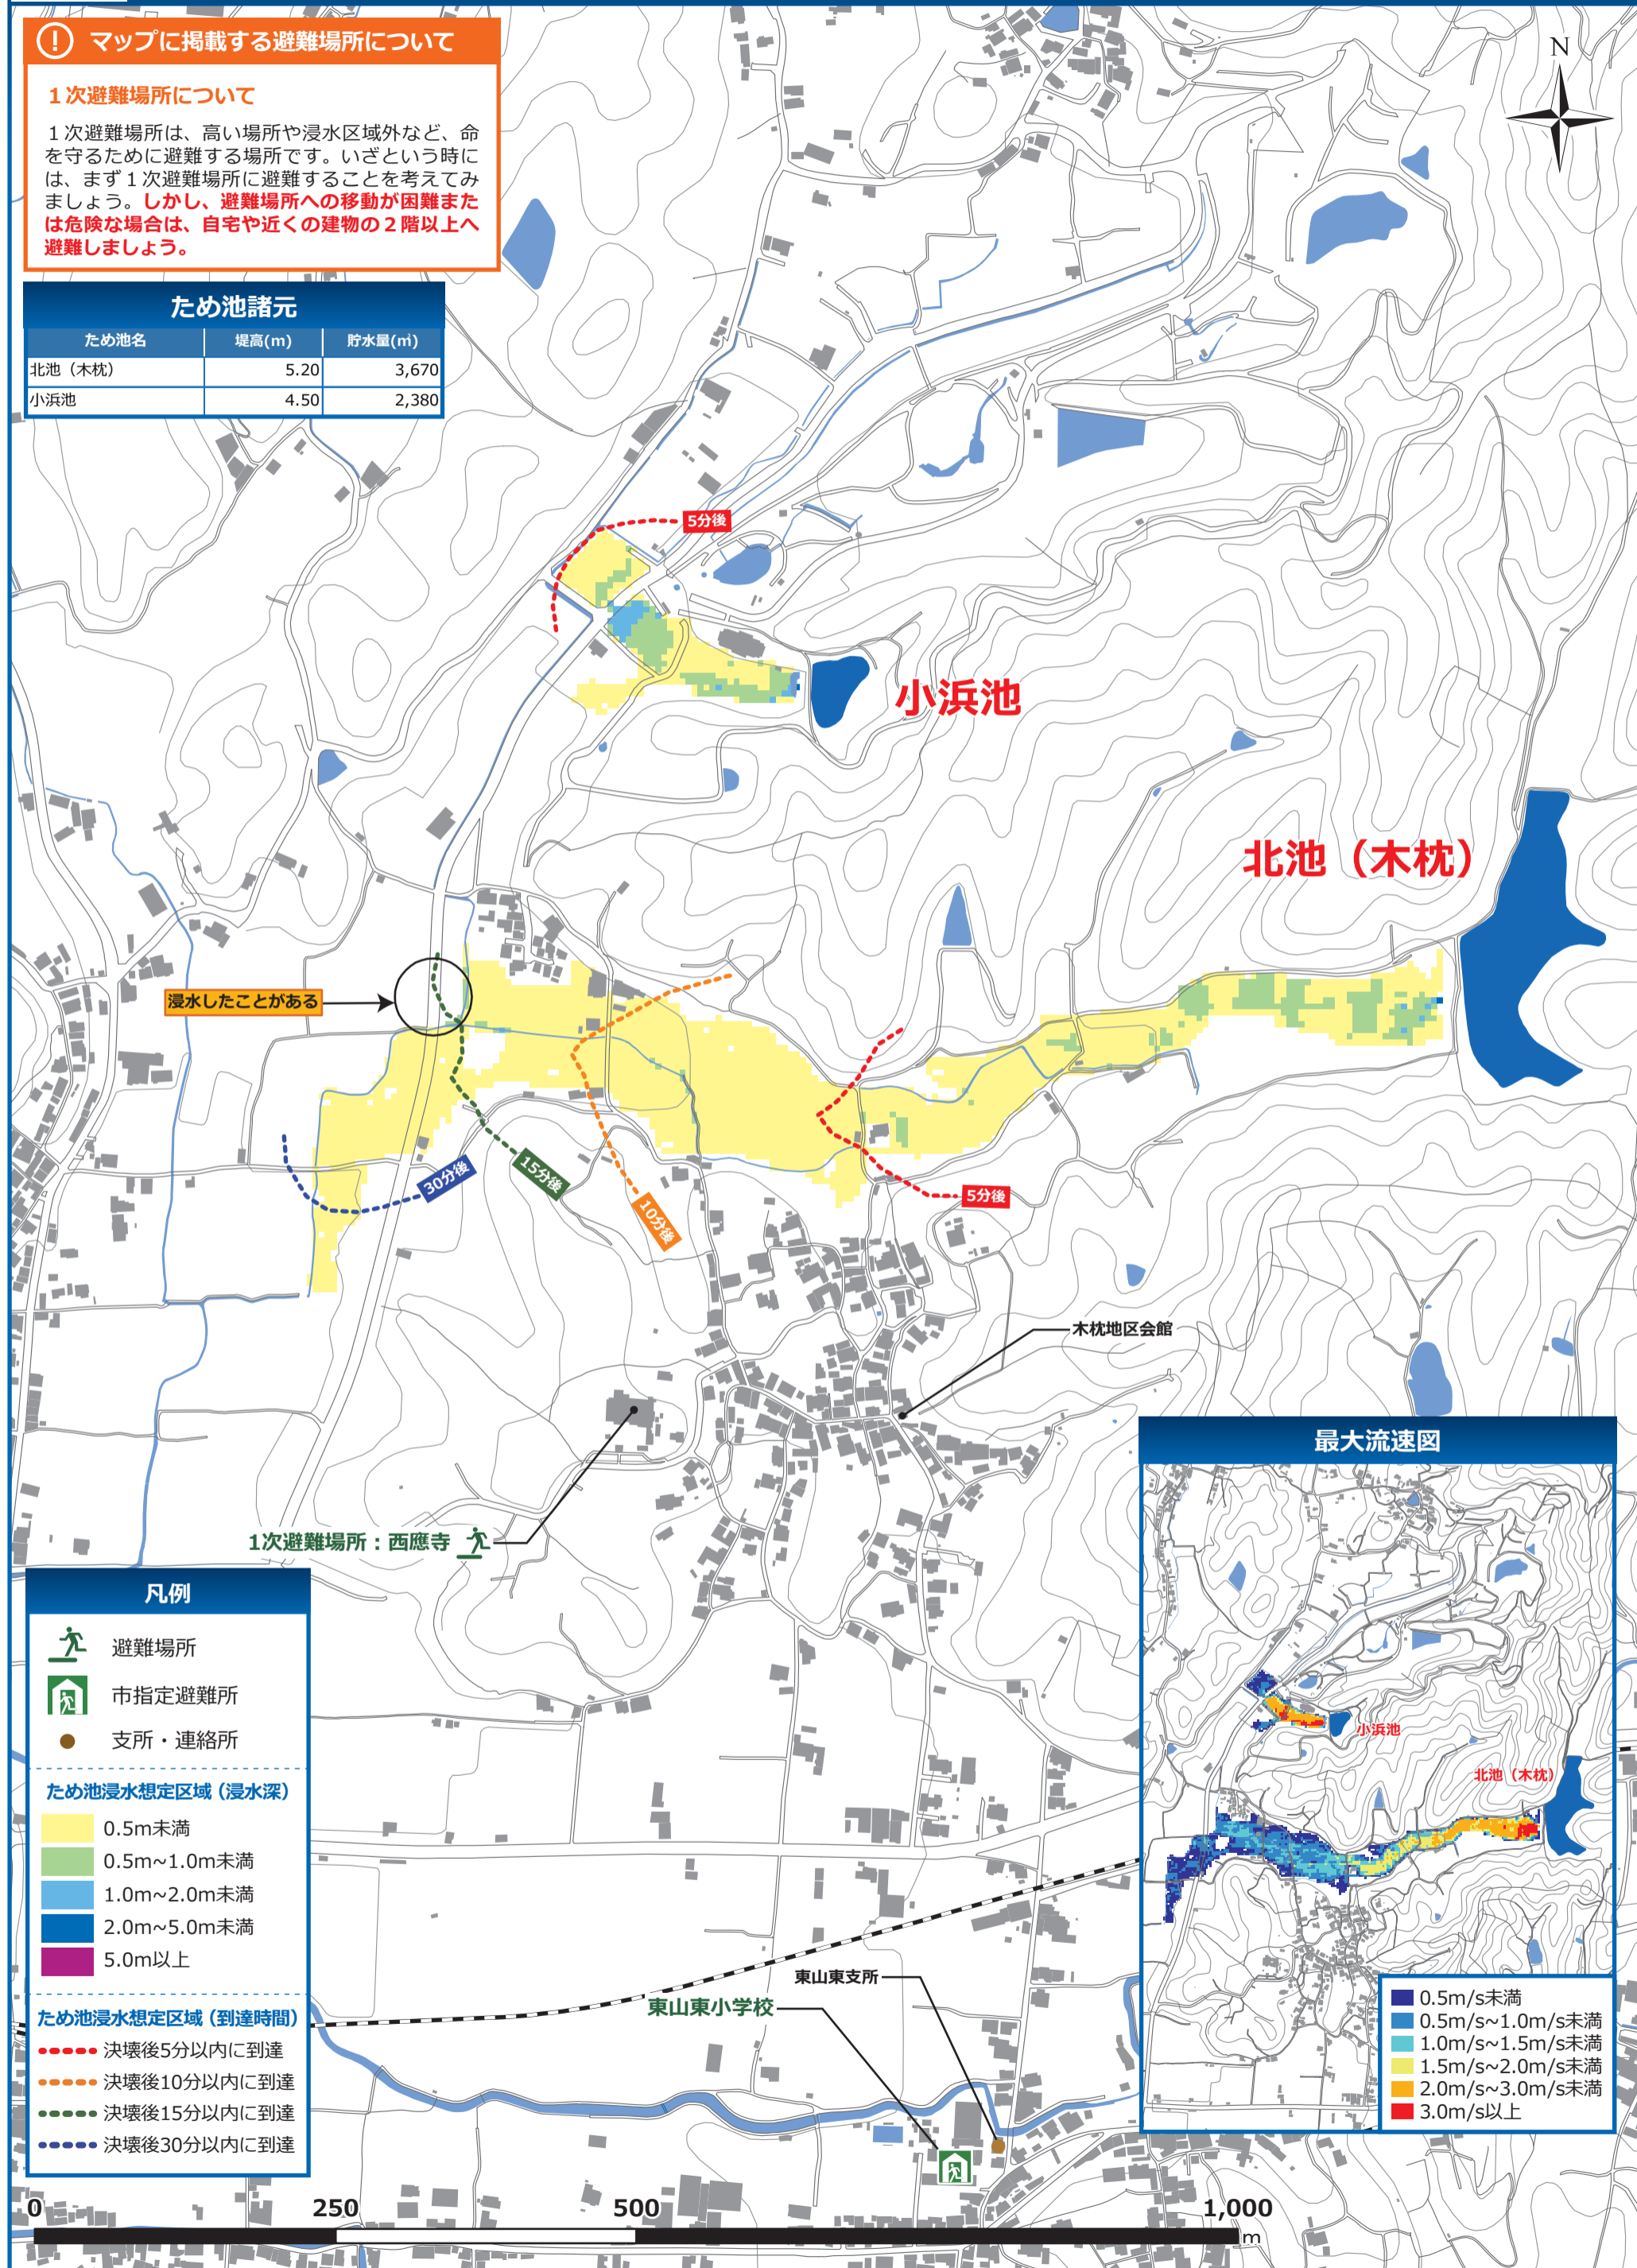 マップに掲載する避難場所について
1次避難場所について
1次避難場所は、高い場所や浸水区域外など、命
を守るために避難する場所です。いざという時に
は、まず1次避難場所に避難することを考えてみ
ましょう。しかし、避難場所への移動が困難また
は危険な場合は、自宅や近くの建物の2階以上へ
避難しましょう。
N
ため池諸元
ため池名 堤高(m) 貯水量(㎥)
北池（木枕） 5.20 3,670
小浜池 4.50 2,380
5分後
小浜池
北池（木枕）
浸水したことがある
30分後
15分後
10分後
5分後
木枕地区会館
1次避難場所：西應寺
最大流速図
小浜池
北池（木枕）
0.5m/s未満
0.5m/s~1.0m/s未満
1.0m/s~1.5m/s未満
1.5m/s~2.0m/s未満
2.0m/s~3.0m/s未満
3.0m/s以上
凡例
避難場所
市指定避難所
支所・連絡所
ため池浸水想定区域（浸水深）
0.5m未満
0.5m~1.0m未満
1.0m~2.0m未満
2.0m~5.0m未満
5.0m以上
ため池浸水想定区域（到達時間）
決壊後5分以内に到達
決壊後10分以内に到達
決壊後15分以内に到達
決壊後30分以内に到達
東山東支所
東山東小学校
0 250 500 1,000
m